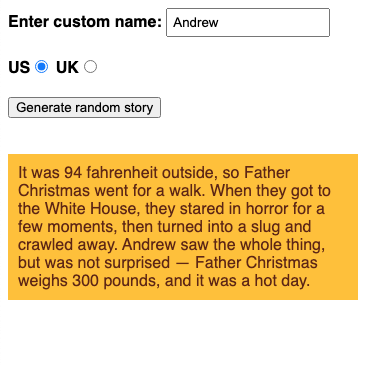 Enter custom name: Andrew
US UK
Generate random story
It was 94 fahrenheit outside, so Father
Christmas went for a walk. When they got to
the White House, they stared in horror for a
few moments, then turned into a slug and
crawled away. Andrew saw the whole thing,
but was not surprised — Father Christmas
weighs 300 pounds, and it was a hot day.